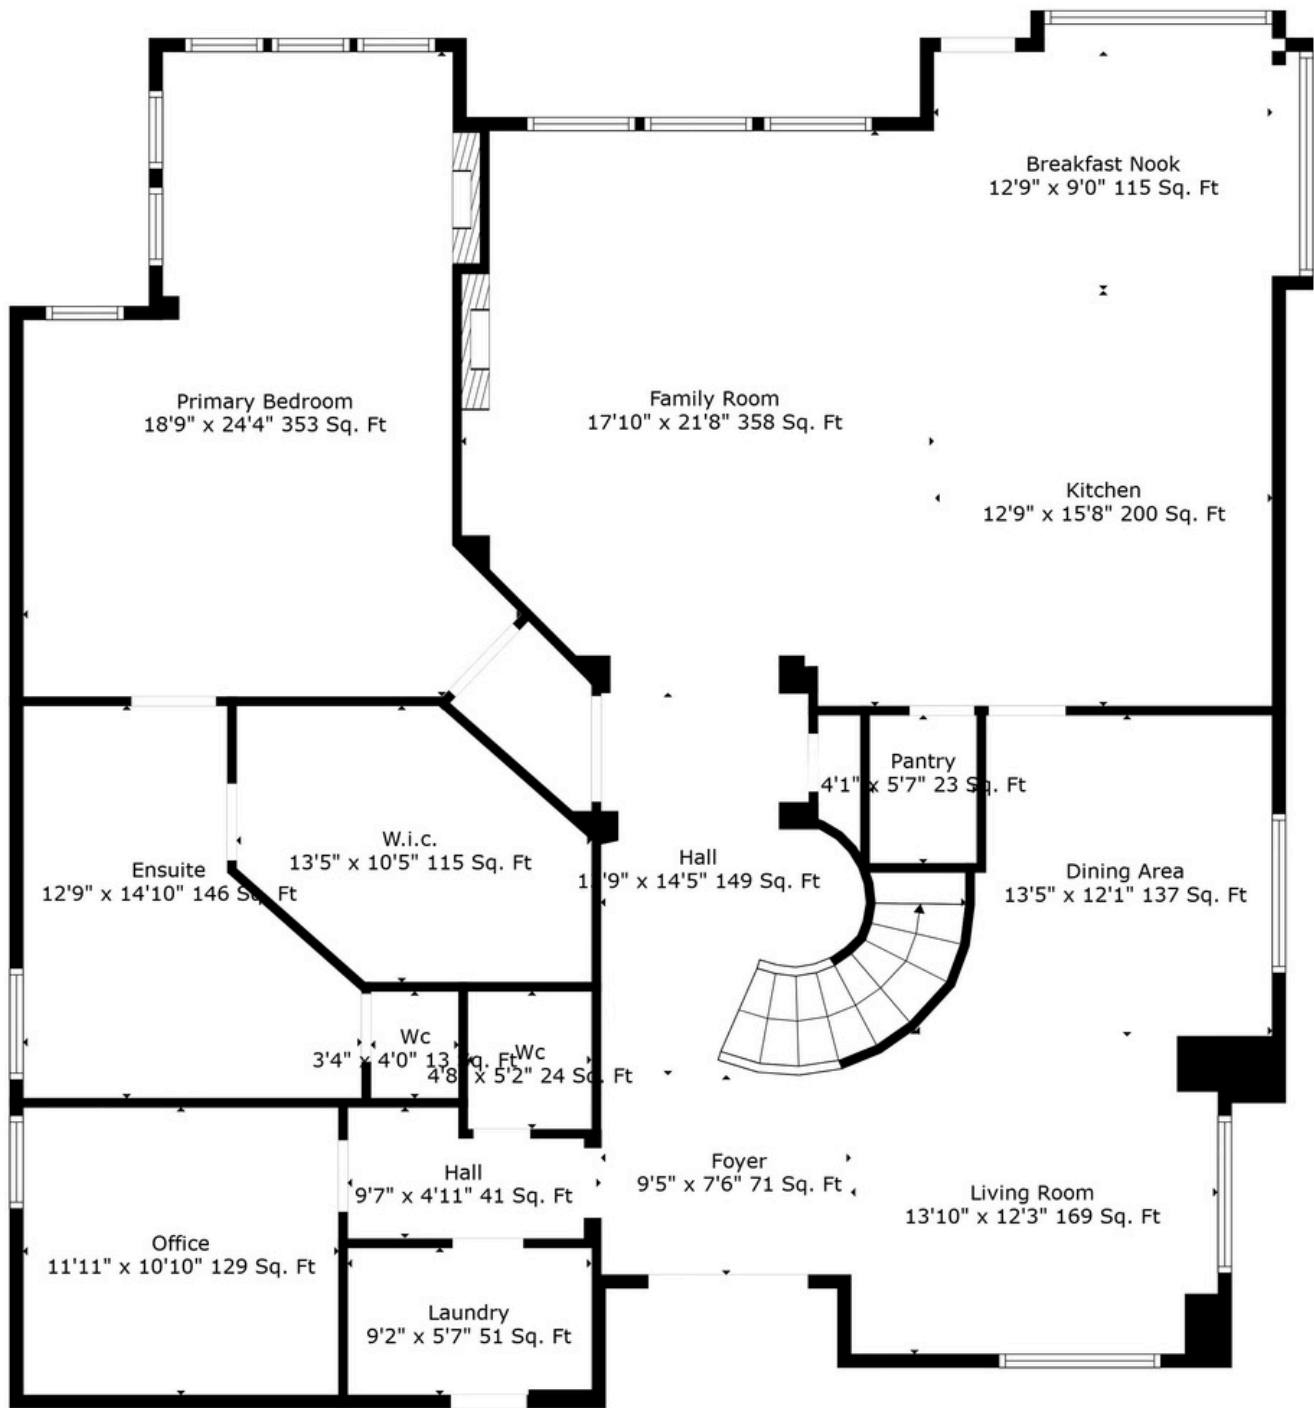 Breakfast Nook
12'9" x 9'0" 115 Sq. Ft
Primary Bedroom
18'9" x 24'4" 353 Sq. Ft
Family Room
17'10" x 21'8" 358 Sq. Ft
Kitchen
12'9" x 15'8" 200 Sq. Ft
Pantry
4'1" x 5'7" 23 Sq. Ft
W.i.c.
13'5" x 10'5" 115 Sq. Ft
Hall
x 14'5" 149 Sq. Ft
Ensuite
12'9" x 14'10" 146 Sq. Ft
Dining Area
13'5" x 12'1" 137 Sq. Ft
Wc
3'4" x 4'0" 13 Sq. Ft
Wc
4'8" x 5'2" 24 Sq. Ft
Hall
9'7" x 4'11" 41 Sq. Ft
Foyer
9'5" x 7'6" 71 Sq. Ft
Living Room
13'10" x 12'3" 169 Sq. Ft
Office
11'11" x 10'10" 129 Sq. Ft
Laundry
9'2" x 5'7" 51 Sq. Ft